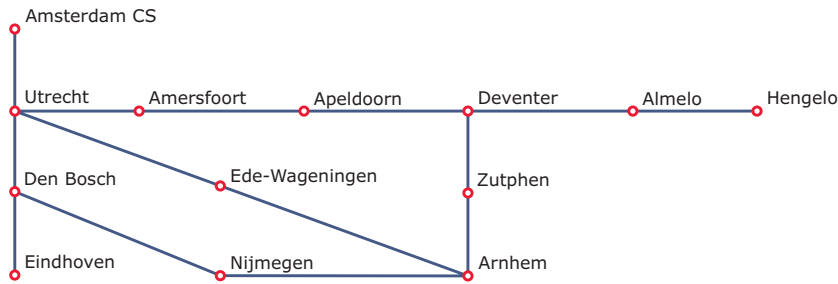 Amsterdam CS
Utrecht
Amersfoort
Apeldoorn
Deventer
Almelo
Hengelo
Den Bosch
Ede-Wageningen
Zutphen
Eindhoven
Nijmegen
Arnhem